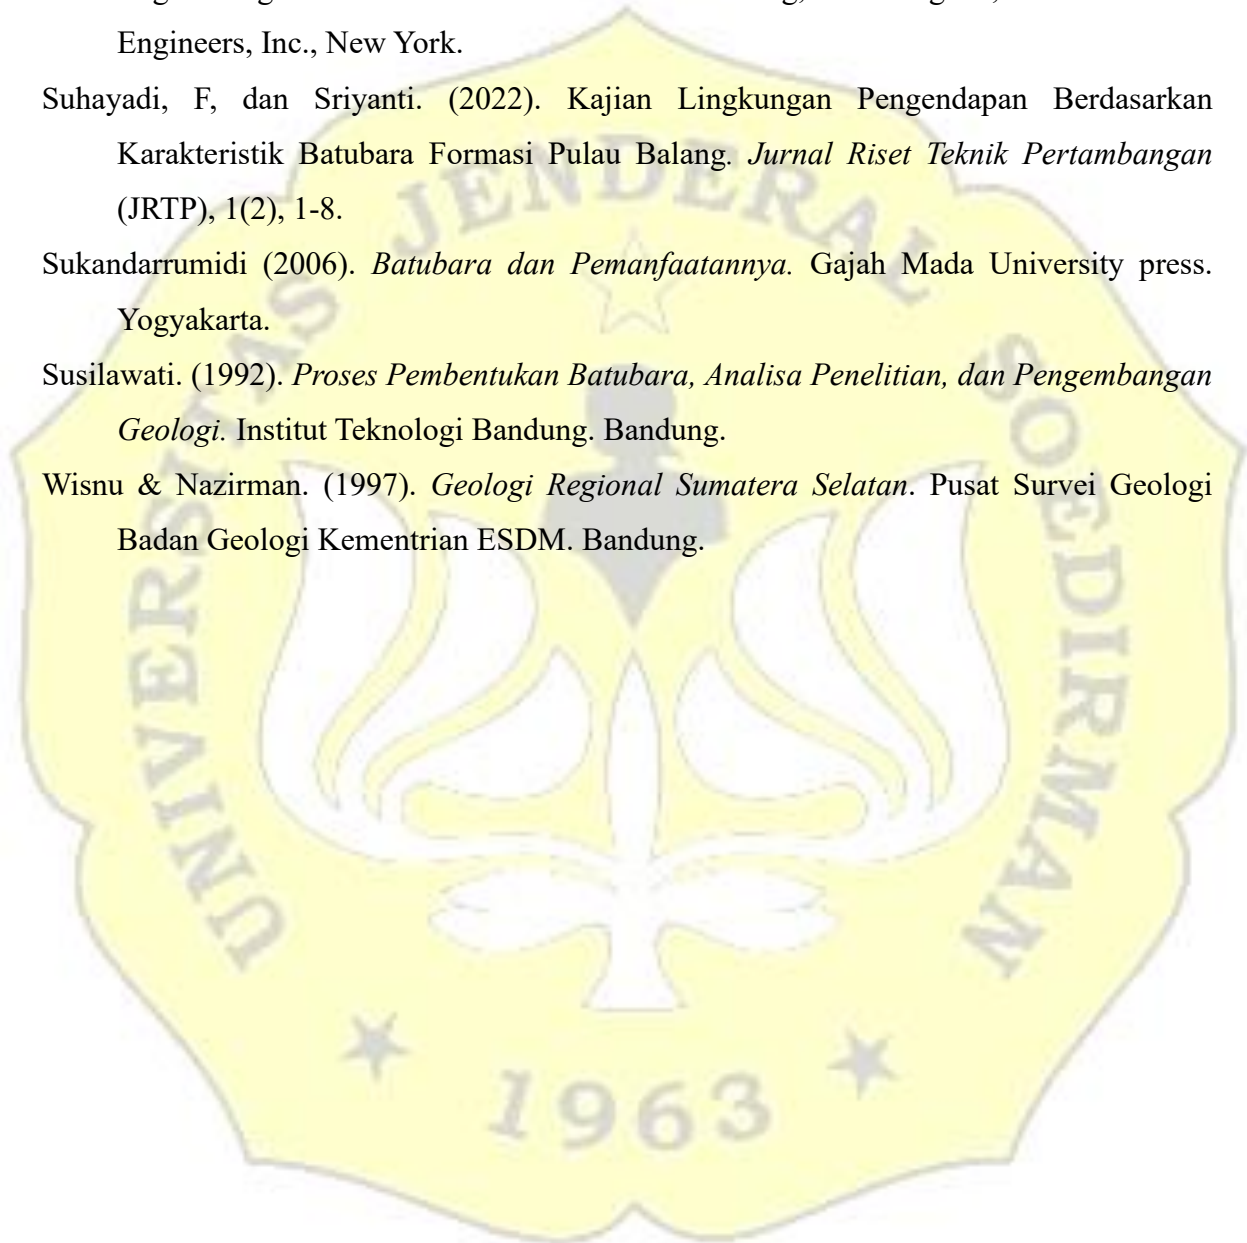 Engineers, Inc., New York.
Suhayadi, F, dan Sriyanti. (2022). Kajian Lingkungan Pengendapan Berdasarkan
Karakteristik Batubara Formasi Pulau Balang. Jurnal Riset Teknik Pertambangan
(JRTP), 1(2), 1-8.
Sukandarrumidi (2006). Batubara dan Pemanfaatannya. Gajah Mada University press.
Yogyakarta.
Susilawati. (1992). Proses Pembentukan Batubara, Analisa Penelitian, dan Pengembangan
Geologi. Institut Teknologi Bandung. Bandung.
Wisnu & Nazirman. (1997). Geologi Regional Sumatera Selatan. Pusat Survei Geologi
Badan Geologi Kementrian ESDM. Bandung.
UNIVERSITAS JENDERAL SOEDIRMAN
1963